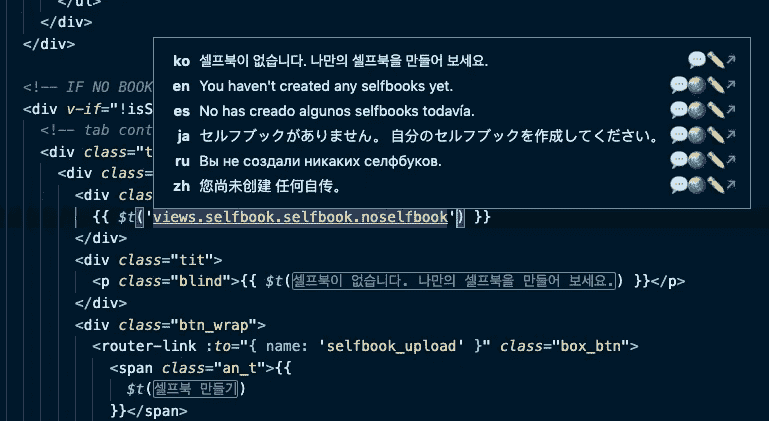 </ul>
</div>
</div>
ko 셀프북이 없습니다. 나만의 셀프북을 만들어 보세요.
en You haven't created any selfbooks yet.
es No has creado algunos selfbooks todavía.
ja セルフブックがありません。 自分のセルフブックを作成してください。
ru Вы не создали никаких селфбуков.
zh 您尚未创建 任何自传。
<!-- IF NO BOOK
<div v-if="!isS
<!-- tab cont
<div class="t
<div class=
<div clas
{{ $t('views.selfbook.selfbook.noselfbook') }}
</div>
<div class="tit">
<p class="blind">{{ $t(셀프북이 없습니다. 나만의 셀프북을 만들어 보세요.) }}</p>
</div>
<div class="btn_wrap">
<router-link :to="{ name: 'selfbook_upload' }" class="box_btn">
<span class="an_t">{{
$t(셀프북 만들기)
}}</span>